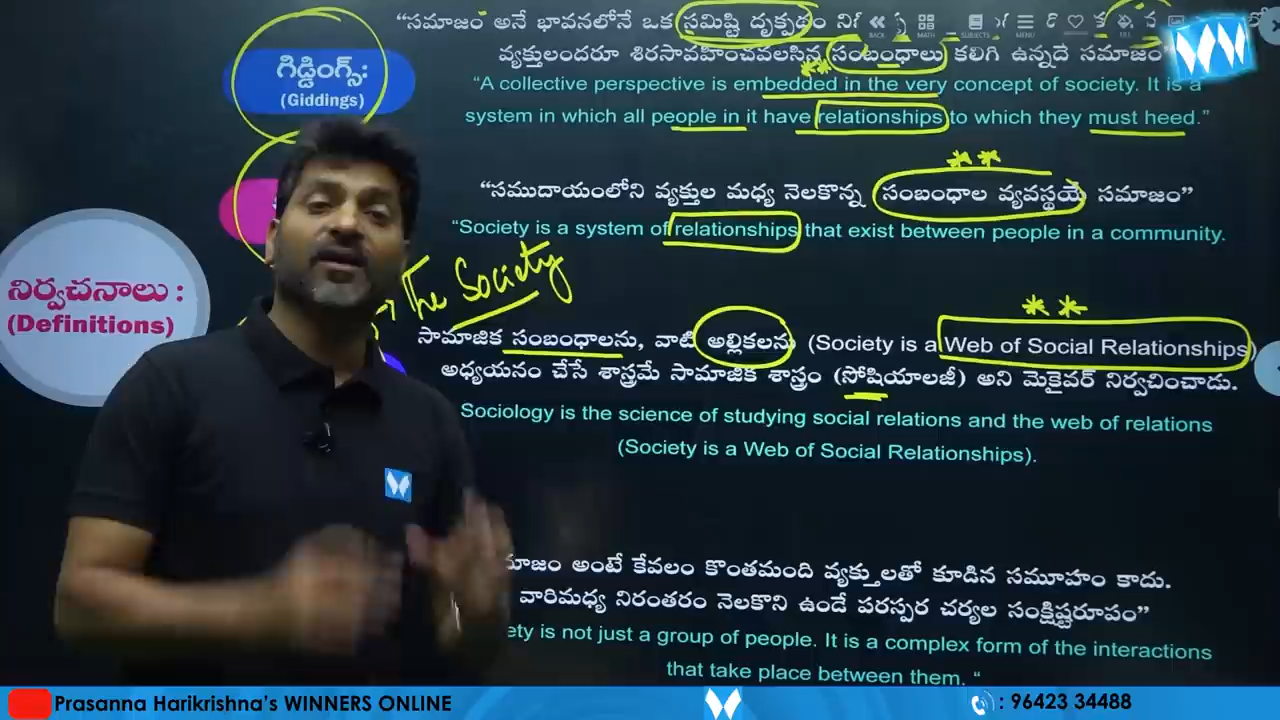 “సమాజం అనే భావనలోనే ఒక సమిష్టి దృక్పథం
BACK
MATH
SUBJECTS
MENU
FILL
గిడ్డింగ్స్:
(Giddings)
వ్యక్తులందరూ శిరసావహించవలసిన సంబంధాలు కలిగి ఉన్నదే సమాజం”
“A collective perspective is embedded in the very concept of society. It is a
system in which all people in it have relationships to which they must heed.”
“సముదాయంలోని వ్యక్తుల మధ్య నెలకొన్న సంబంధాల వ్యవస్థయే సమాజం”
“Society is a system of relationships that exist between people in a community.
The Society
నిర్వచనాలు :
(Definitions)
సామాజిక సంబంధాలను, వాటి అల్లికలను (Society is a Web of Social Relationships)
అధ్యయనం చేసే శాస్త్రమే సామాజిక శాస్త్రం (సోషియాలజీ) అని మెకైవర్ నిర్వచించాడు.
Sociology is the science of studying social relations and the web of relations
(Society is a Web of Social Relationships).
అంటే కేవలం కొంతమంది వ్యక్తులతో కూడిన సమూహం కాదు.
వారిమధ్య నిరంతరం నెలకొని ఉండే పరస్పర చర్యల సంక్షిష్టరూపం”
ety is not just a group of people. It is a complex form of the interactions
that take place between them. “
Prasanna Harikrishna’s WINNERS ONLINE
: 96423 34488